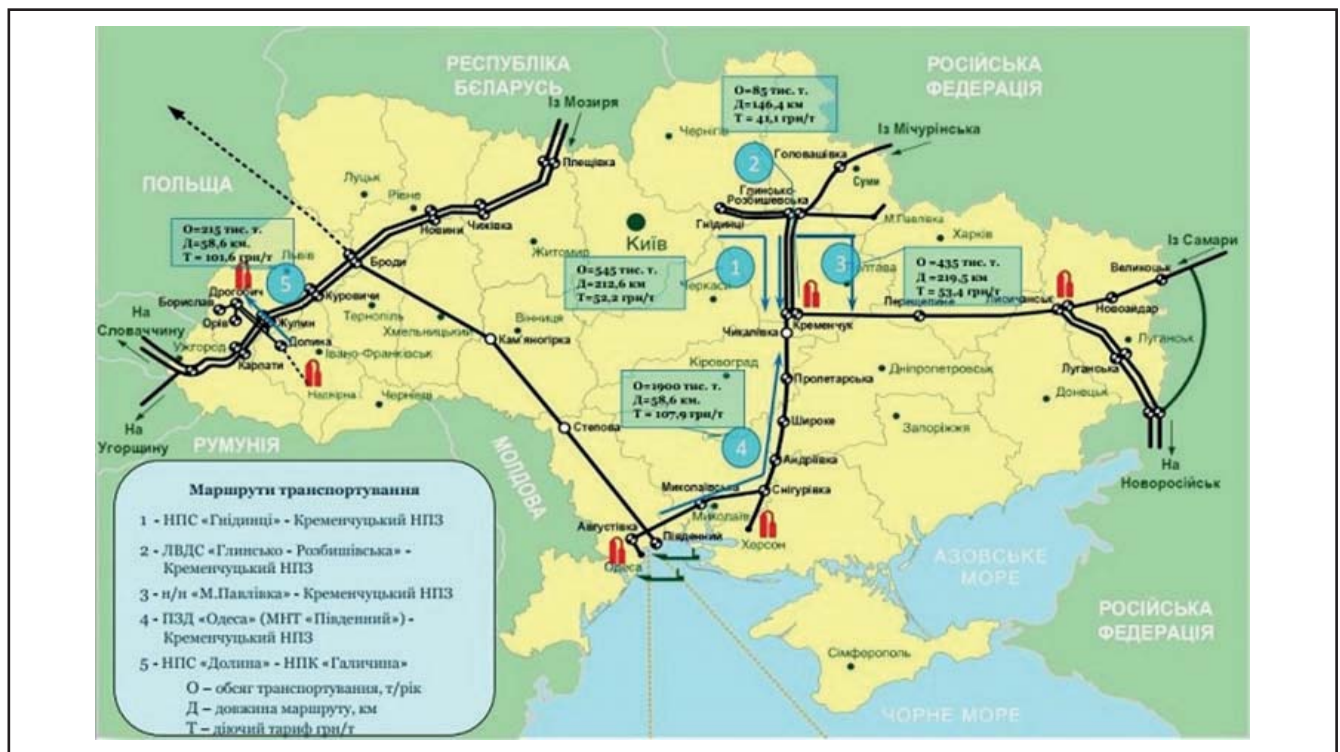 РЕСПУБЛІКА
БЄЛАРУСЬ
РОСІЙСЬКА
ФЕДЕРАЦІЯ
О=85 тис. т.
Д=146,4 км
Т = 41,1 грн/т
Із Мозиря
Із Мічурінська
Чернігів
Головашівка
Плещівка
2
Суми
ПОЛЬЩА
Луцьк
Рівне
Глинсько-
Розбишевська
Гнідинці
М.Павлівка
Новини
Чижівка
Київ
Харків
Із Самари
О=215 тис. т.
Д=58,6 км.
Т = 101,6 грн/т
Львів
Броди
Житомир
О=545 тис. т.
Д=212,6 км
Т=52,2 грн/т
1
3
Полтава
О =435 тис. т.
Д =219,5 км
Т = 53,4 грн/т
Великоцьк
Дрогобич
5
Куровичи
Черкаси
Борислав
Лисичанськ
Новоайдар
На
Словаччину
Орів
Жулин
Тернопіль
Хмельницький
Вінниця
Кременчук
Чикалівка
Долина
Ужгород
Івано-Франківськ
Кам'яногірка
Луганськ
Карпати
Кіровоград
Луганська
Пролетарська
Дніпропетровськ
Донецьк
О=1900 тис. т.
Д=58,6 км.
Т = 107,9 грн/т
Надвірна
Чернівці
На
Угорщину
РУМУНІЯ
МОЛДОВА
Степова
Широке
Запоріжжя
4
Андріївка
На
Новоросійськ
Миколаївська
Снігурівка
Миколаїв
Августівка
Південний
Херсон
Одеса
АЗОВСЬКЕ
МОРЕ
РОСІЙСЬКА
ФЕДЕРАЦІЯ
Сімферополь
ЧОРНЕ МОРЕ
Маршрути транспортування
1 - НПС «Гнідинці» - Кременчуцький НПЗ
2 - ЛВДС «Глинсько - Розбишівська» -
Кременчуцький НПЗ
3 - н/п «М.Павлівка» - Кременчуцький НПЗ
4 - ПЗД «Одеса» (МНТ «Південний») -
Кременчуцький НПЗ
5 - НПС «Долина» - НПК «Галичина»
О – обсяг транспортування, т/рік
Д – довжина маршруту, км
Т – діючий тариф грн/т